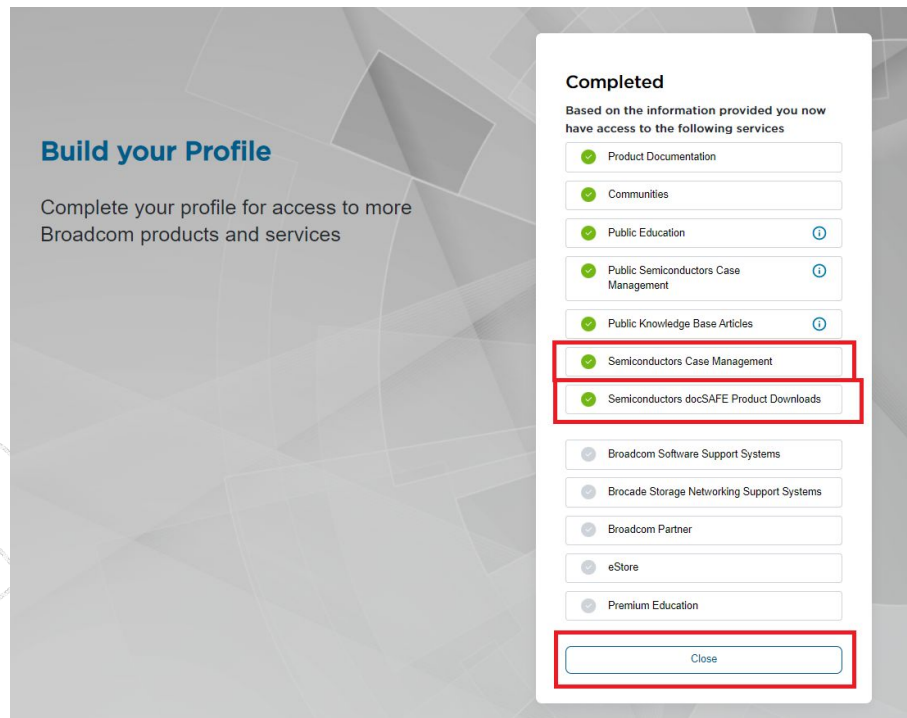 Build your Profile
Complete your profile for access to more
Broadcom products and services
Completed
Based on the information provided you now
have access to the following services
Product Documentation
Communities
Public Education
Public Semiconductors Case
Management
Public Knowledge Base Articles
Semiconductors Case Management
Semiconductors docSAFE Product Downloads
Broadcom Software Support Systems
Brocade Storage Networking Support Systems
Broadcom Partner
eStore
Premium Education
Close